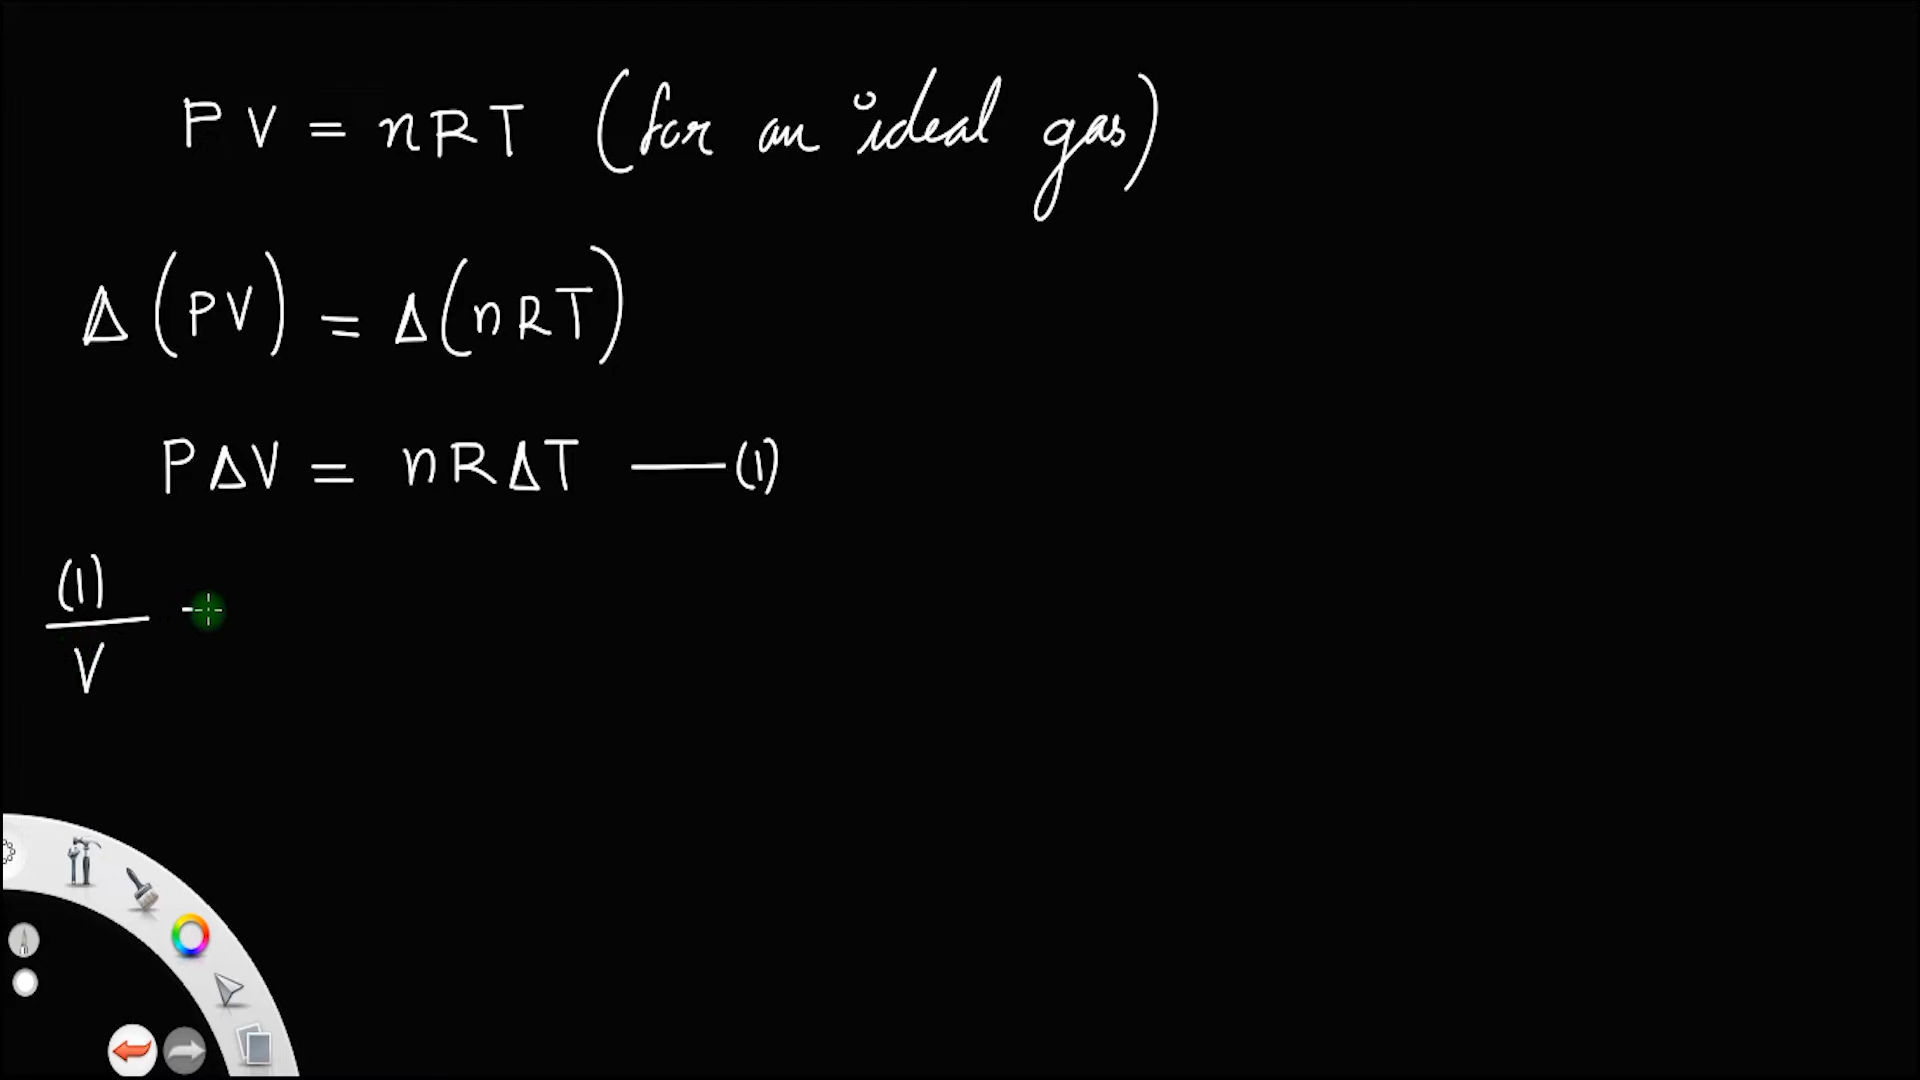 PV = nRT (for an ideal gas)
Δ(PV) = Δ(nRT)
PΔV = nRΔT —(1)
(1)
V